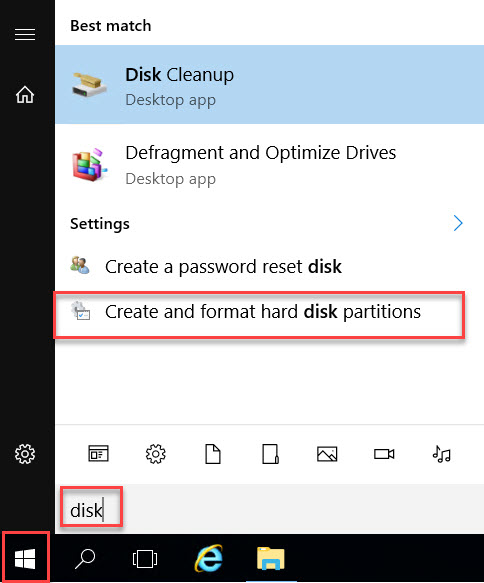 Best match
Disk Cleanup
Desktop app
Defragment and Optimize Drives
Desktop app
Settings
Create a password reset disk
Create and format hard disk partitions
disk